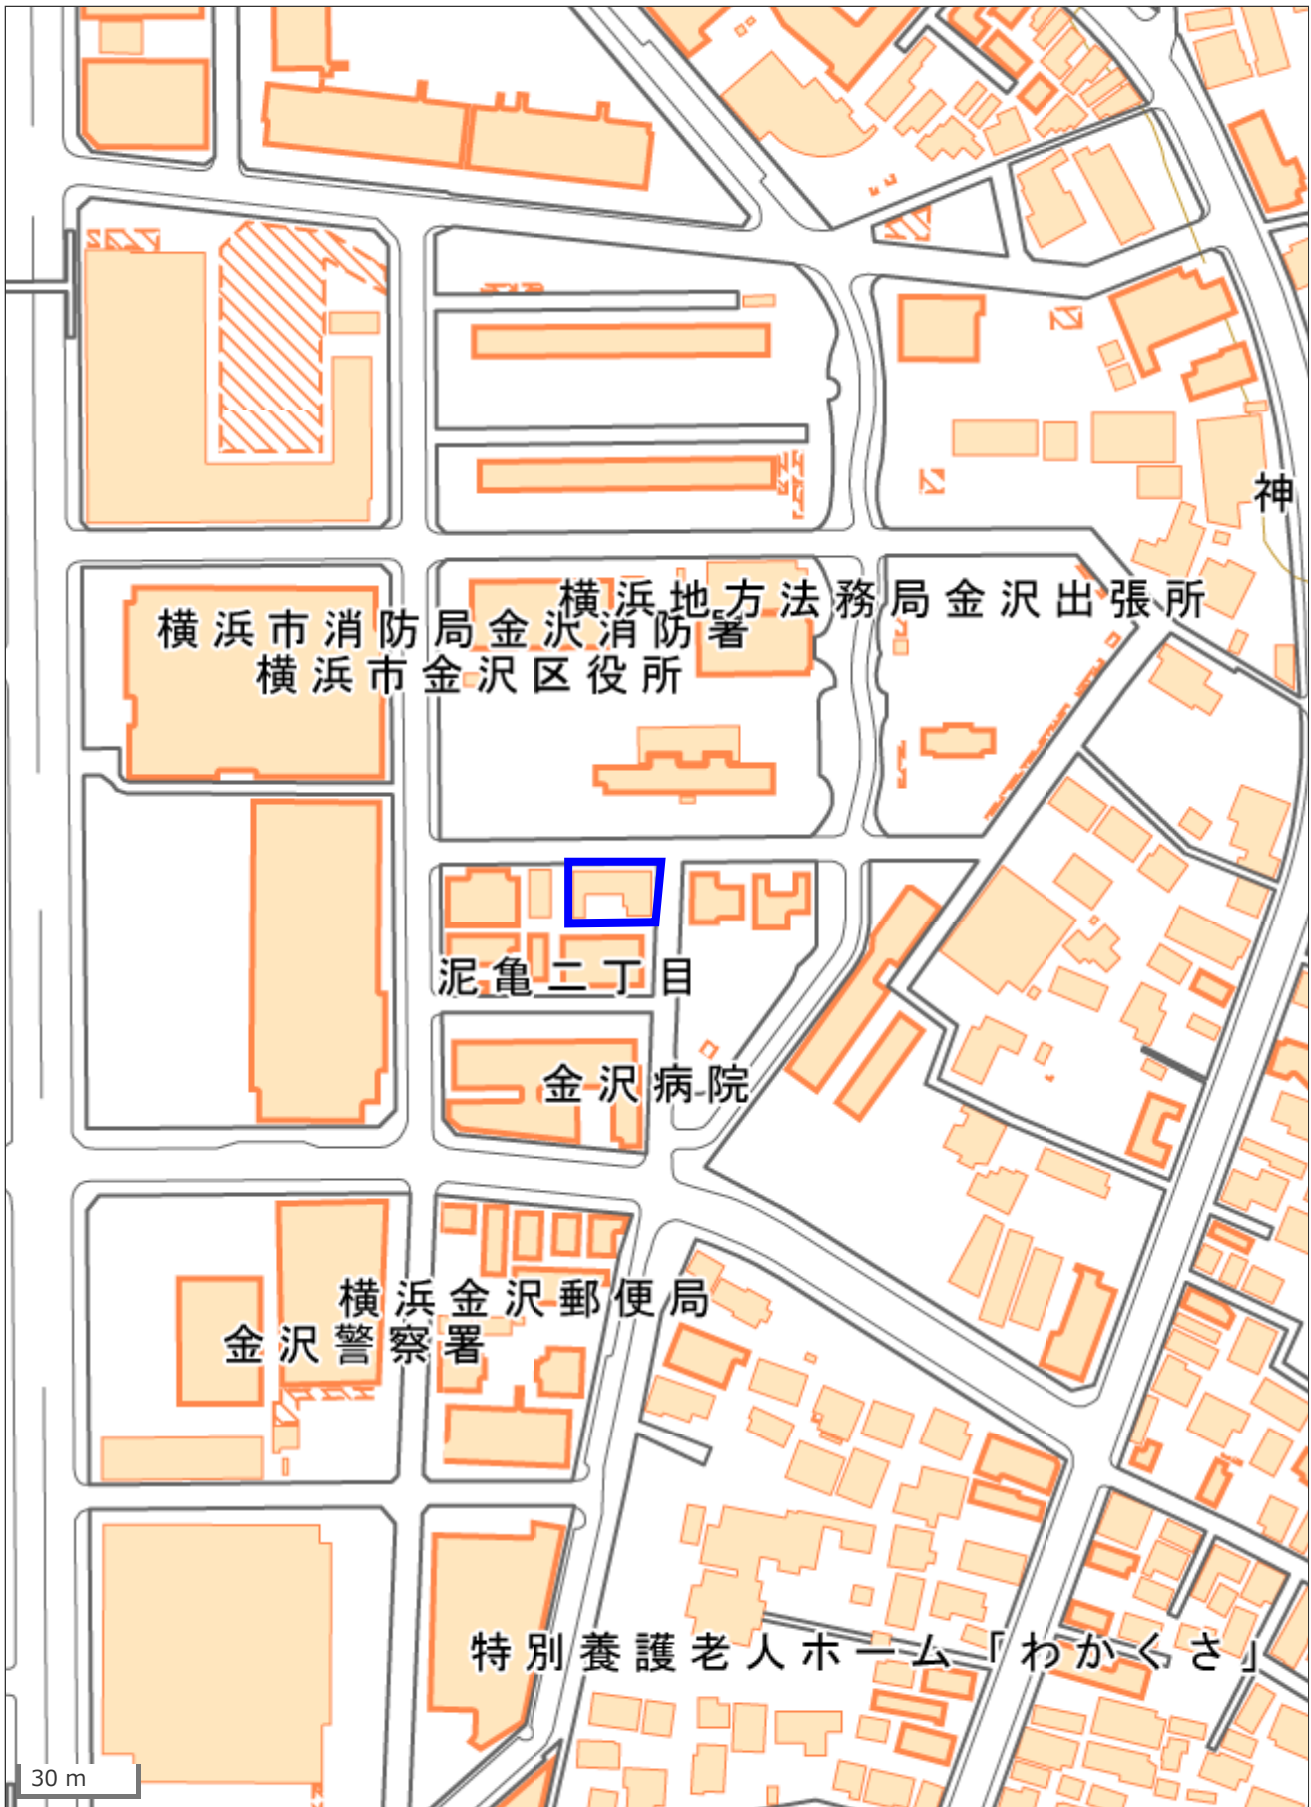 神
横浜地方法務局金沢出張所
横浜市消防局金沢消防署
横浜市金沢区役所
泥亀二丁目
金沢病院
横浜金沢郵便局
金沢警察署
特別養護老人ホーム「わかくさ」
30 m